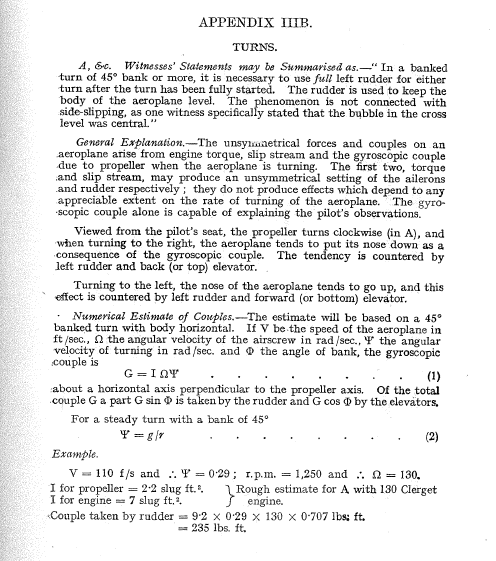 APPENDIX IIIB.
TURNS.
A, &c. Witnesses' Statements may be Summarised as.—“ In a banked
turn of 45° bank or more, it is necessary to use full left rudder for either
turn after the turn has been fully started. The rudder is used to keep the
body of the aeroplane level. The phenomenon is not connected with
side-slipping, as one witness specifically stated that the bubble in the cross
level was central.”
General Explanation.—The unsymmetrical forces and couples on an
aeroplane arise from engine torque, slip stream and the gyroscopic couple
due to propeller when the aeroplane is turning. The first two, torque
and slip stream, may produce an unsymmetrical setting of the ailerons
and rudder respectively ; they do not produce effects which depend to any
appreciable extent on the rate of turning of the aeroplane. The gyro-
scopic couple alone is capable of explaining the pilot's observations.
Viewed from the pilot's seat, the propeller turns clockwise (in A), and
when turning to the right, the aeroplane tends to put its nose down as a
consequence of the gyroscopic couple. The tendency is countered by
left rudder and back (or top) elevator.
Turning to the left, the nose of the aeroplane tends to go up, and this
effect is countered by left rudder and forward (or bottom) elevator.
Numerical Estimate of Couples.—The estimate will be based on a 45°
banked turn with body horizontal. If V be the speed of the aeroplane in
ft/sec., Ω the angular velocity of the airscrew in rad/sec., Ψ the angular
velocity of turning in rad/sec. and Φ the angle of bank, the gyroscopic
couple is
G = I Ω Ψ . . . . . . . . (1)
about a horizontal axis perpendicular to the propeller axis. Of the total
couple G a part G sin Φ is taken by the rudder and G cos Φ by the elevators.
For a steady turn with a bank of 45°
Ψ = g/r . . . . . . . . (2)
Example.
V = 110 f/s and ∴ Ψ = 0·29 ; r.p.m. = 1,250 and ∴ Ω = 130.
I for propeller = 2·2 slug ft.². } Rough estimate for A with 130 Clerget
I for engine = 7 slug ft.². } engine.
Couple taken by rudder = 9·2 × 0·29 × 130 × 0·707 lbs. ft.
= 235 lbs. ft.